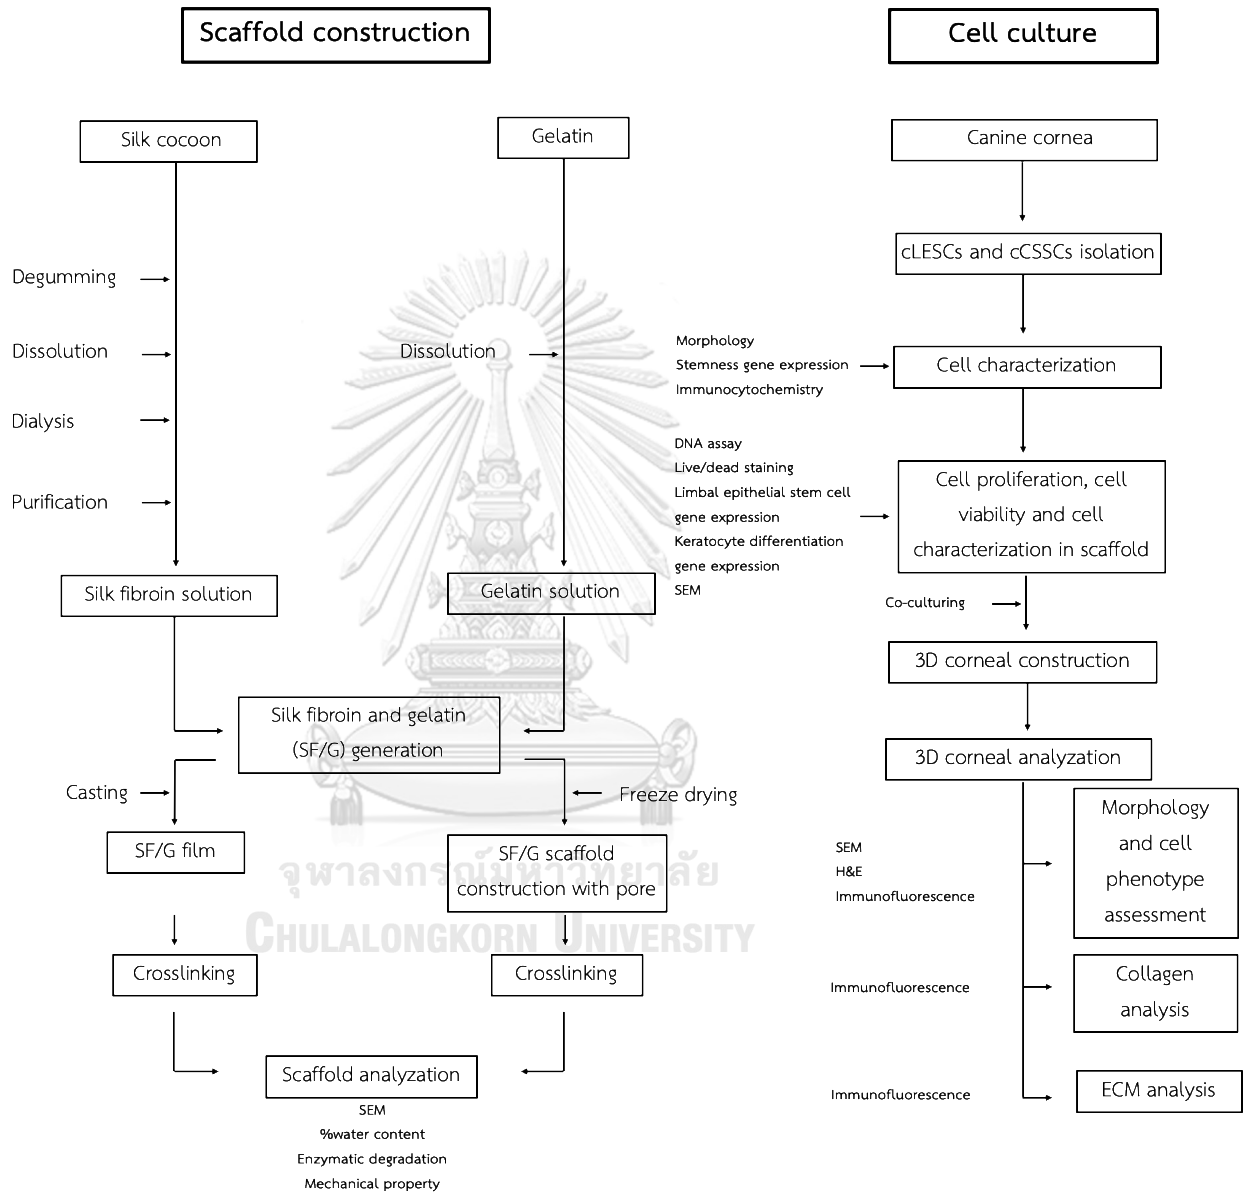 Scaffold construction
Silk cocoon
Gelatin
Degumming
Dissolution
Dialysis
Purification
Dissolution
Silk fibroin solution
Gelatin solution
Silk fibroin and gelatin
(SF/G) generation
Casting
Freeze drying
SF/G film
SF/G scaffold
construction with pore
Crosslinking
Crosslinking
Scaffold analyzation
SEM
%water content
Enzymatic degradation
Mechanical property
Cell culture
Canine cornea
cLESCs and cCSSCs isolation
Morphology
Stemness gene expression
Immunocytochemistry
Cell characterization
DNA assay
Live/dead staining
Limbal epithelial stem cell
gene expression
Keratocyte differentiation
gene expression
SEM
Cell proliferation, cell
viability and cell
characterization in scaffold
Co-culturing
3D corneal construction
3D corneal analyzation
SEM
H&E
Immunofluorescence
Morphology
and cell
phenotype
assessment
Immunofluorescence
Collagen
analysis
Immunofluorescence
ECM analysis
จุฬาลงกรณ์มหาวิทยาลัย
CHULALONGKORN UNIVERSITY